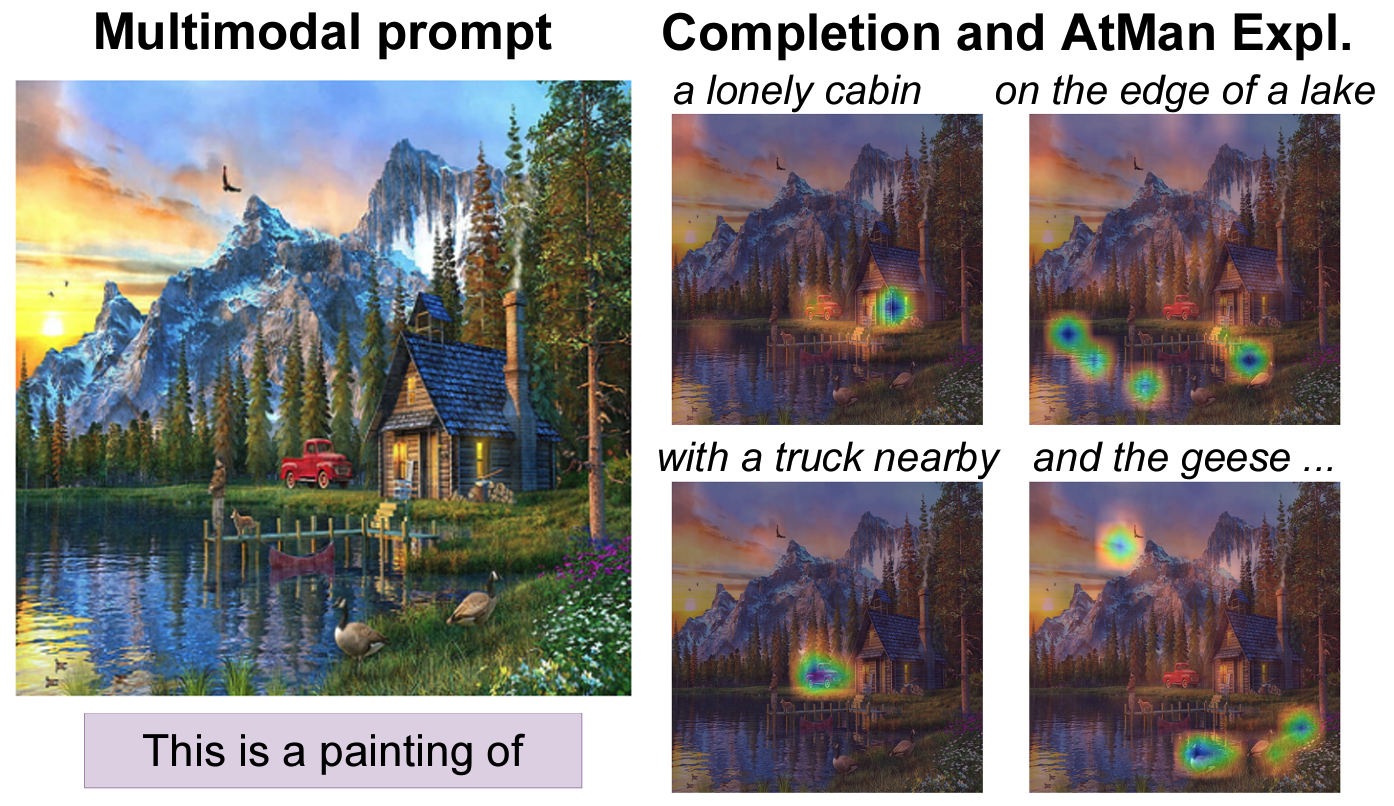 Multimodal prompt
Completion and AtMan Expl.
a lonely cabin
on the edge of a lake
with a truck nearby
and the geese ...
This is a painting of